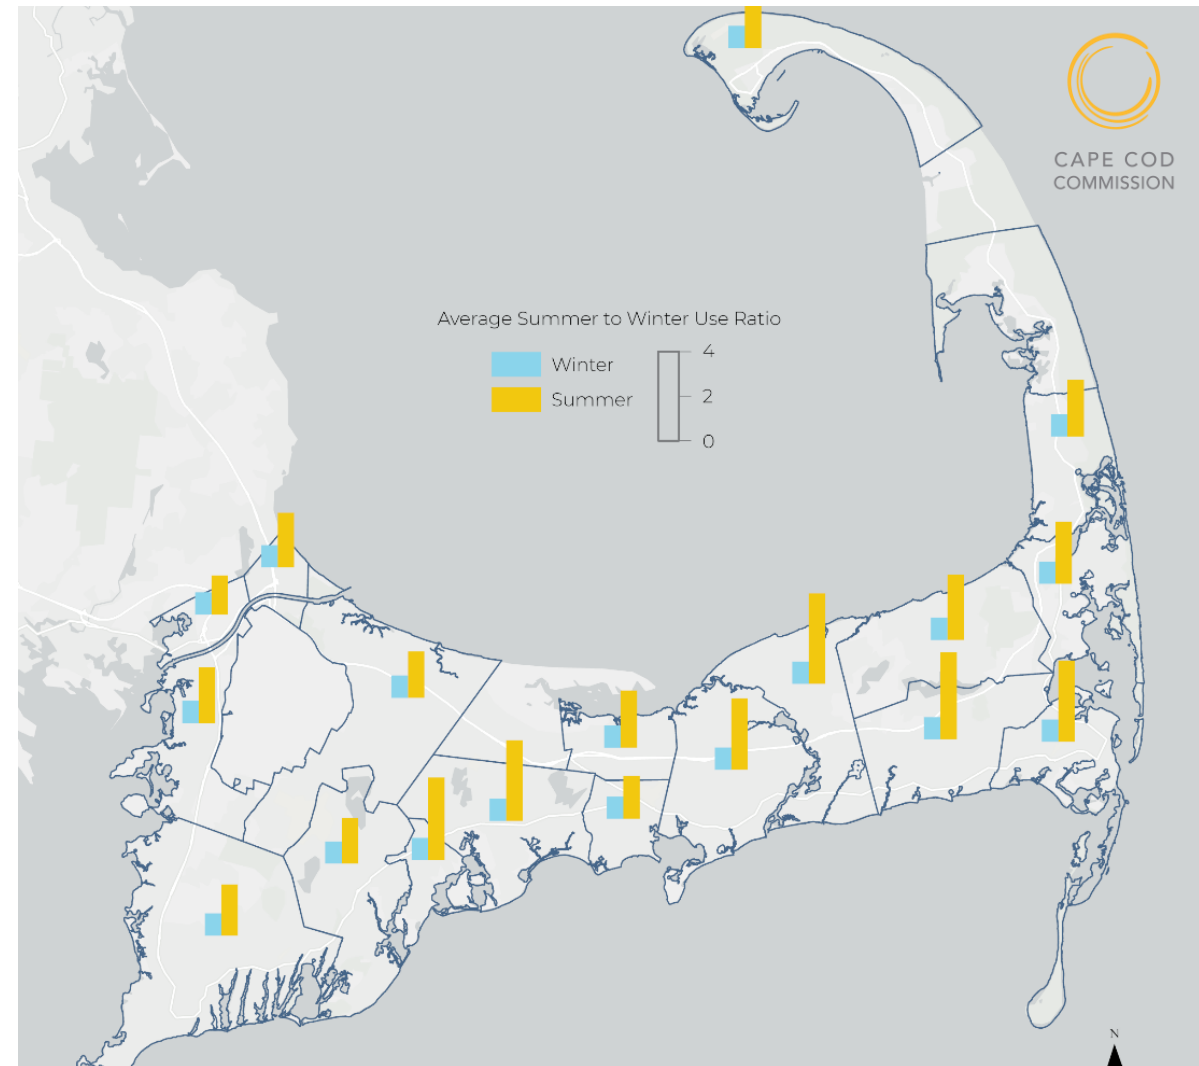 CAPE COD
COMMISSION
Average Summer to Winter Use Ratio
Winter
Summer
4
2
0
N